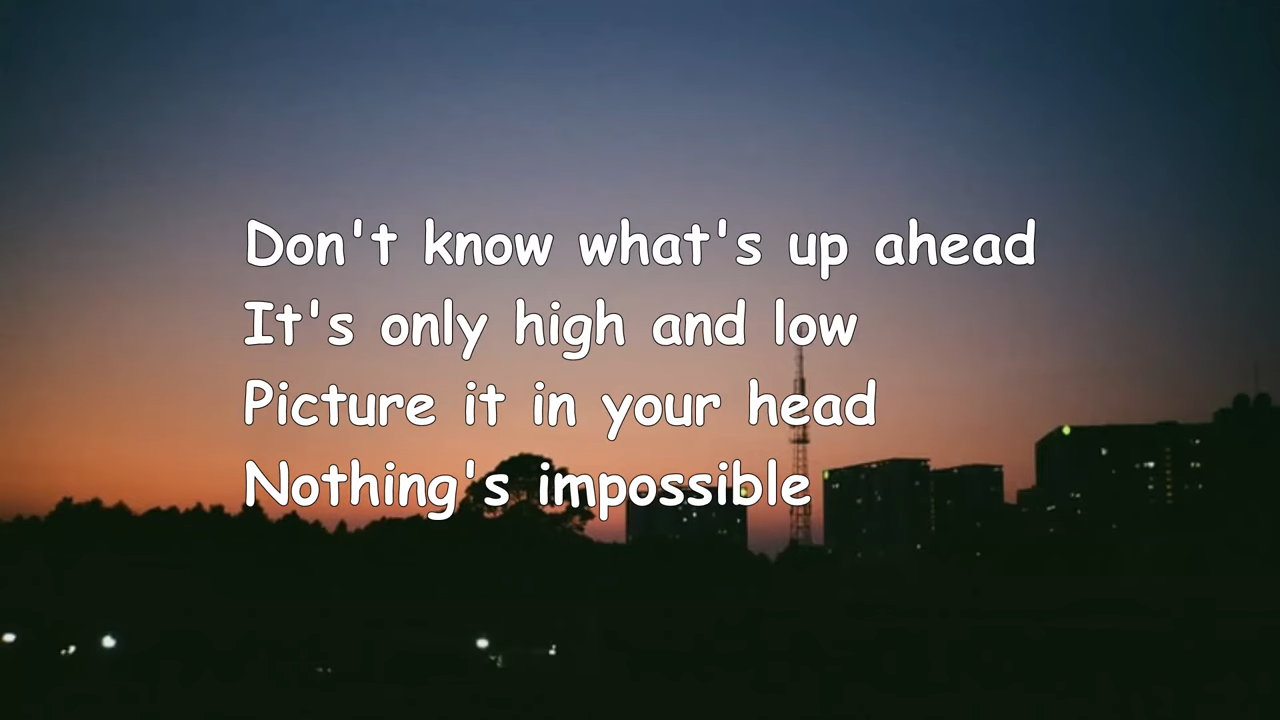 Don't know what's up ahead
It's only high and low
Picture it in your head
Nothing's impossible